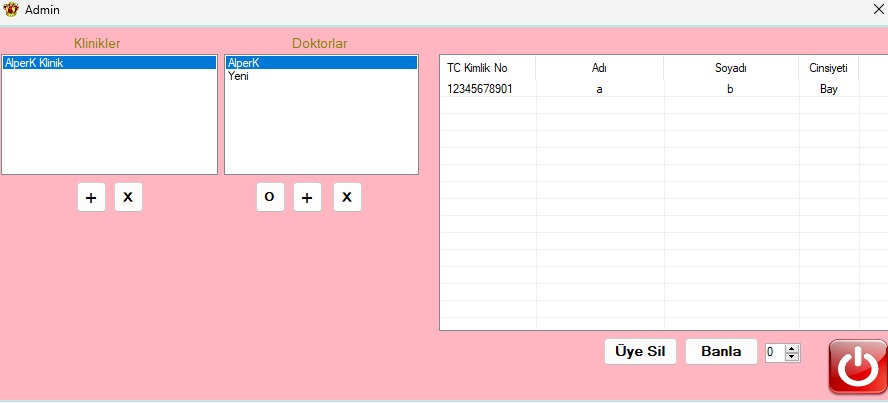 Admin
Klinikler
Doktorlar
AlperK Klinik
AlperK
Yeni
+
X
O
+
X
TC Kimlik No Adı Soyadı Cinsiyeti
12345678901 a b Bay
Üye Sil
Banla
0